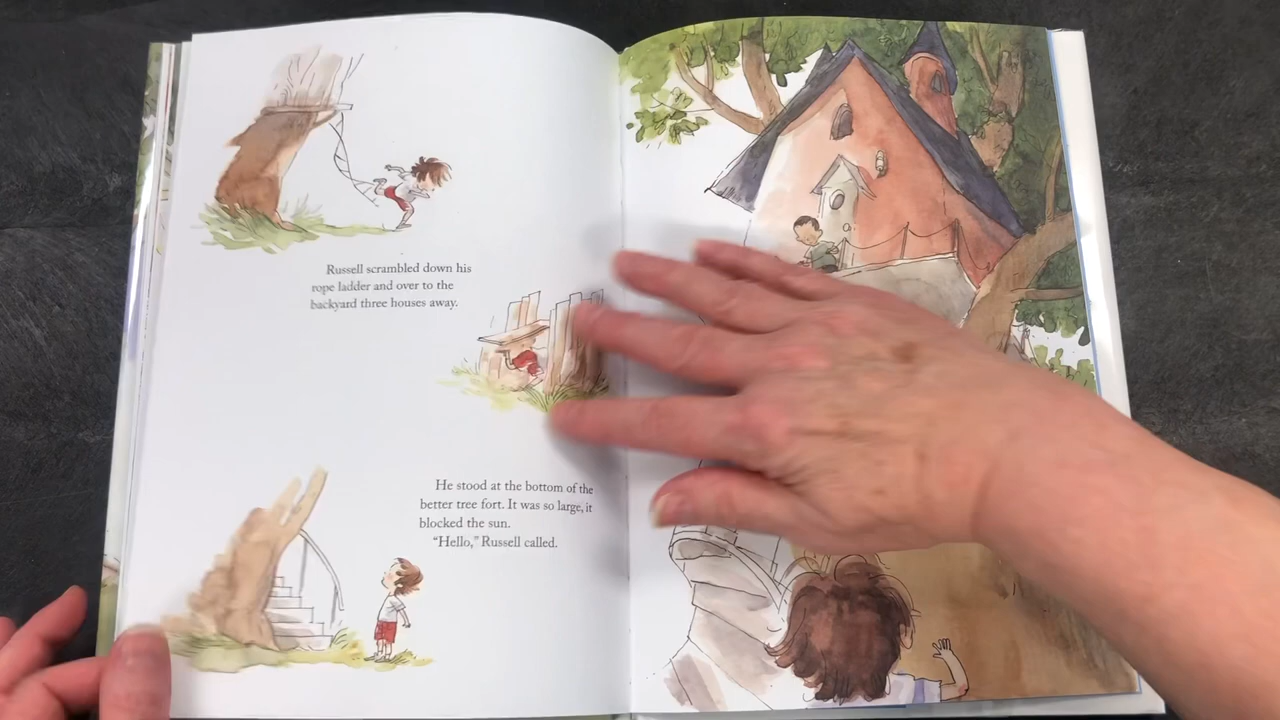 Russell scrambled down his
rope ladder and over to the
backyard three houses away.
He stood at the bottom of the
better tree fort. It was so large, it
blocked the sun.
“Hello,” Russell called.